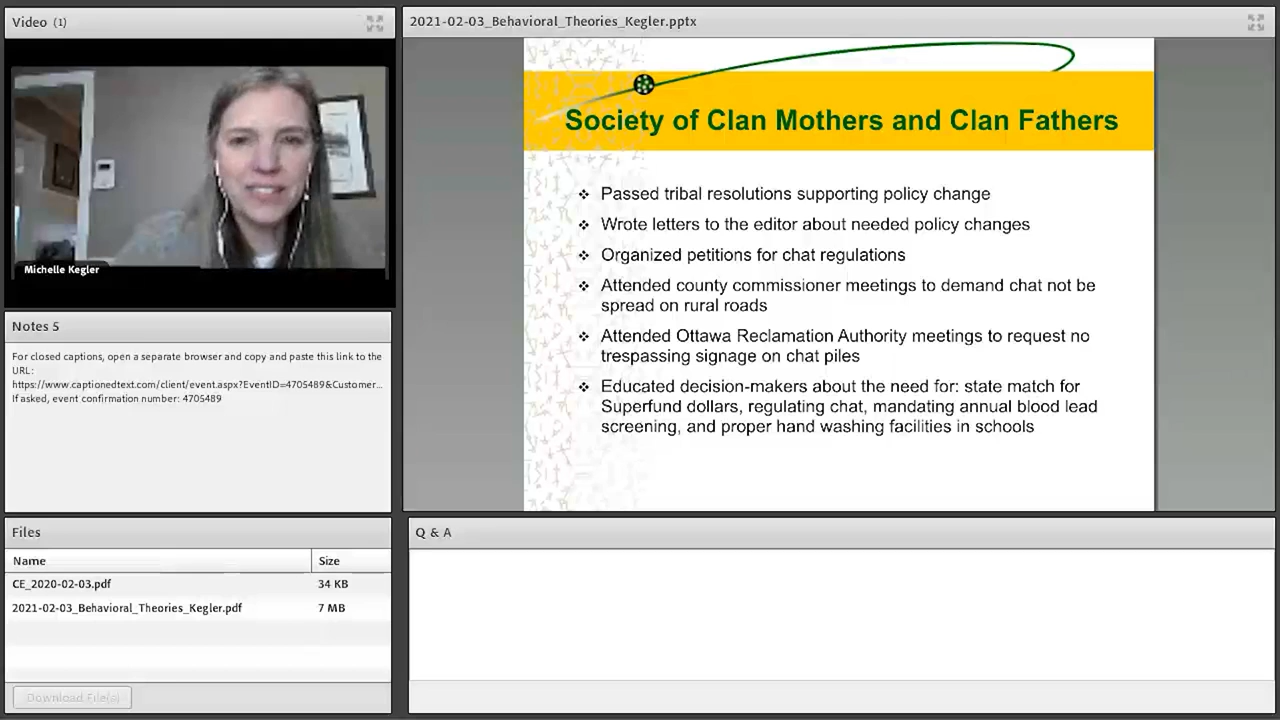 Video (1)
Michelle Kegler
Notes 5
For closed captions, open a separate browser and copy and paste this link to the
URL:
https://www.captionedtext.com/client/event.aspx?EventID=4705489&Customer...
If asked, event confirmation number: 4705489
Files
Name Size
CE_2020-02-03.pdf 34 KB
2021-02-03_Behavioral_Theories_Kegler.pdf 7 MB
Download File(s)
2021-02-03_Behavioral_Theories_Kegler.pptx
Society of Clan Mothers and Clan Fathers
❖ Passed tribal resolutions supporting policy change
❖ Wrote letters to the editor about needed policy changes
❖ Organized petitions for chat regulations
❖ Attended county commissioner meetings to demand chat not be
spread on rural roads
❖ Attended Ottawa Reclamation Authority meetings to request no
trespassing signage on chat piles
❖ Educated decision-makers about the need for: state match for
Superfund dollars, regulating chat, mandating annual blood lead
screening, and proper hand washing facilities in schools
Q & A